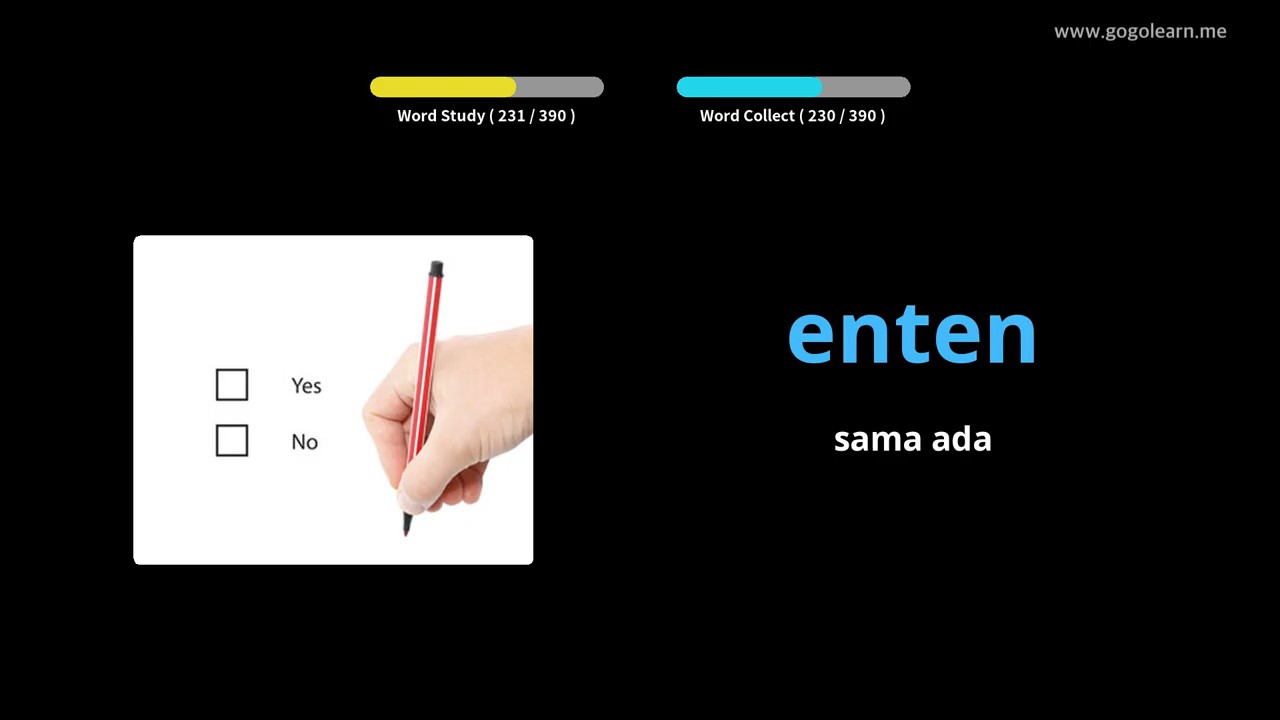 www.gogolearn.me
Word Study ( 231 / 390 )
Word Collect ( 230 / 390 )
Yes
No
enten
sama ada